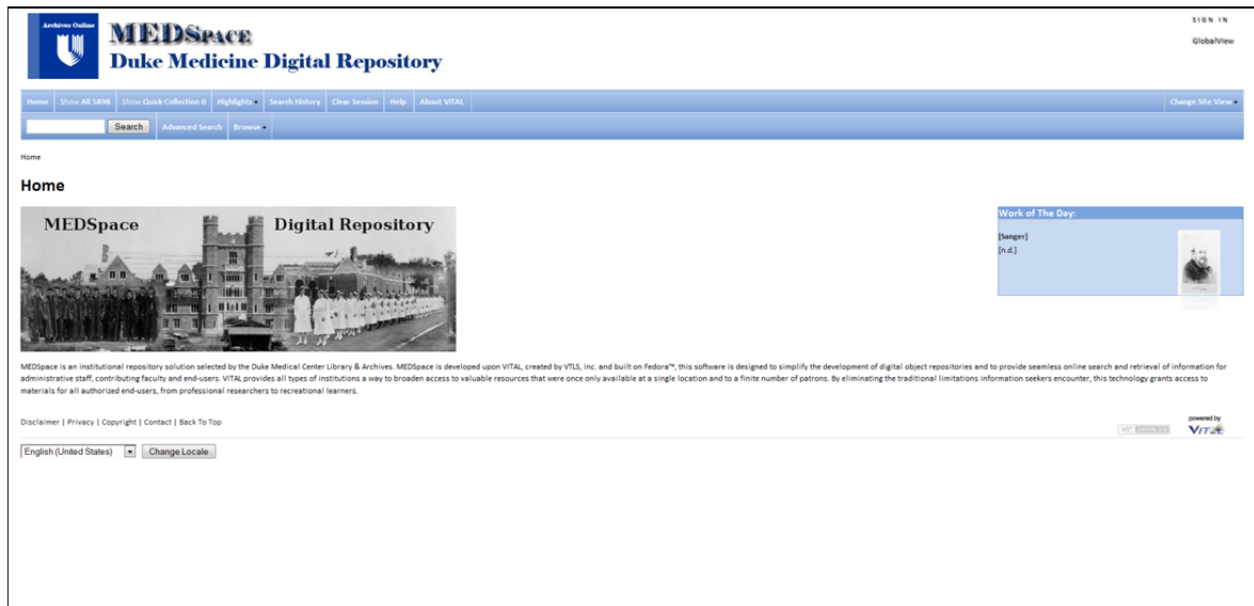 Archives Online
MEDSPACE
Duke Medicine Digital Repository
SIGN IN
GlobalView
Home Show All 5898 Show Quick Collection 0 Highlights Search History Clear Session Help About VITAL Change Site View
Search Advanced Search Browse
Home
Home
MEDSpace Digital Repository
Work of The Day:
[Sanger]
[n.d.]
MEDSpace is an institutional repository solution selected by the Duke Medical Center Library & Archives. MEDSpace is developed upon VITAL, created by VTLS, Inc. and built on Fedora™, this software is designed to simplify the development of digital object repositories and to provide seamless online search and retrieval of information for
administrative staff, contributing faculty and end-users. VITAL provides all types of institutions a way to broaden access to valuable resources that were once only available at a single location and to a finite number of patrons. By eliminating the traditional limitations information seekers encounter, this technology grants access to
materials for all authorized end-users, from professional researchers to recreational learners.
Disclaimer | Privacy | Copyright | Contact | Back To Top
powered by
VITAL
English (United States) Change Locale